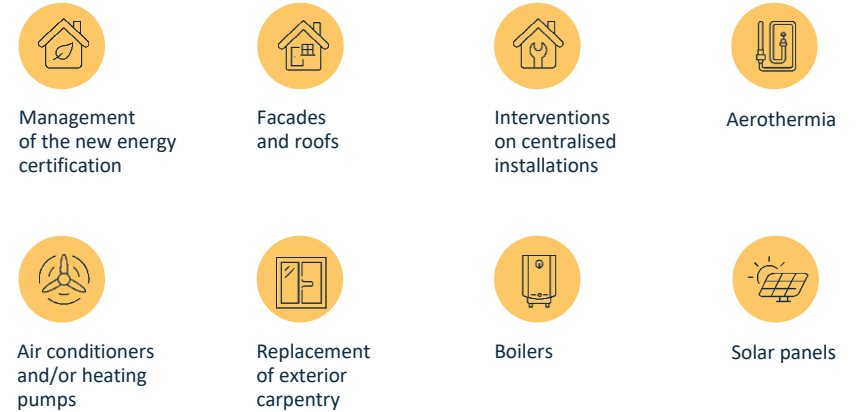 Management
of the new energy
certification
Facades
and roofs
Interventions
on centralised
installations
Aerothermia
Air conditioners
and/or heating
pumps
Replacement
of exterior
carpentry
Boilers
Solar panels